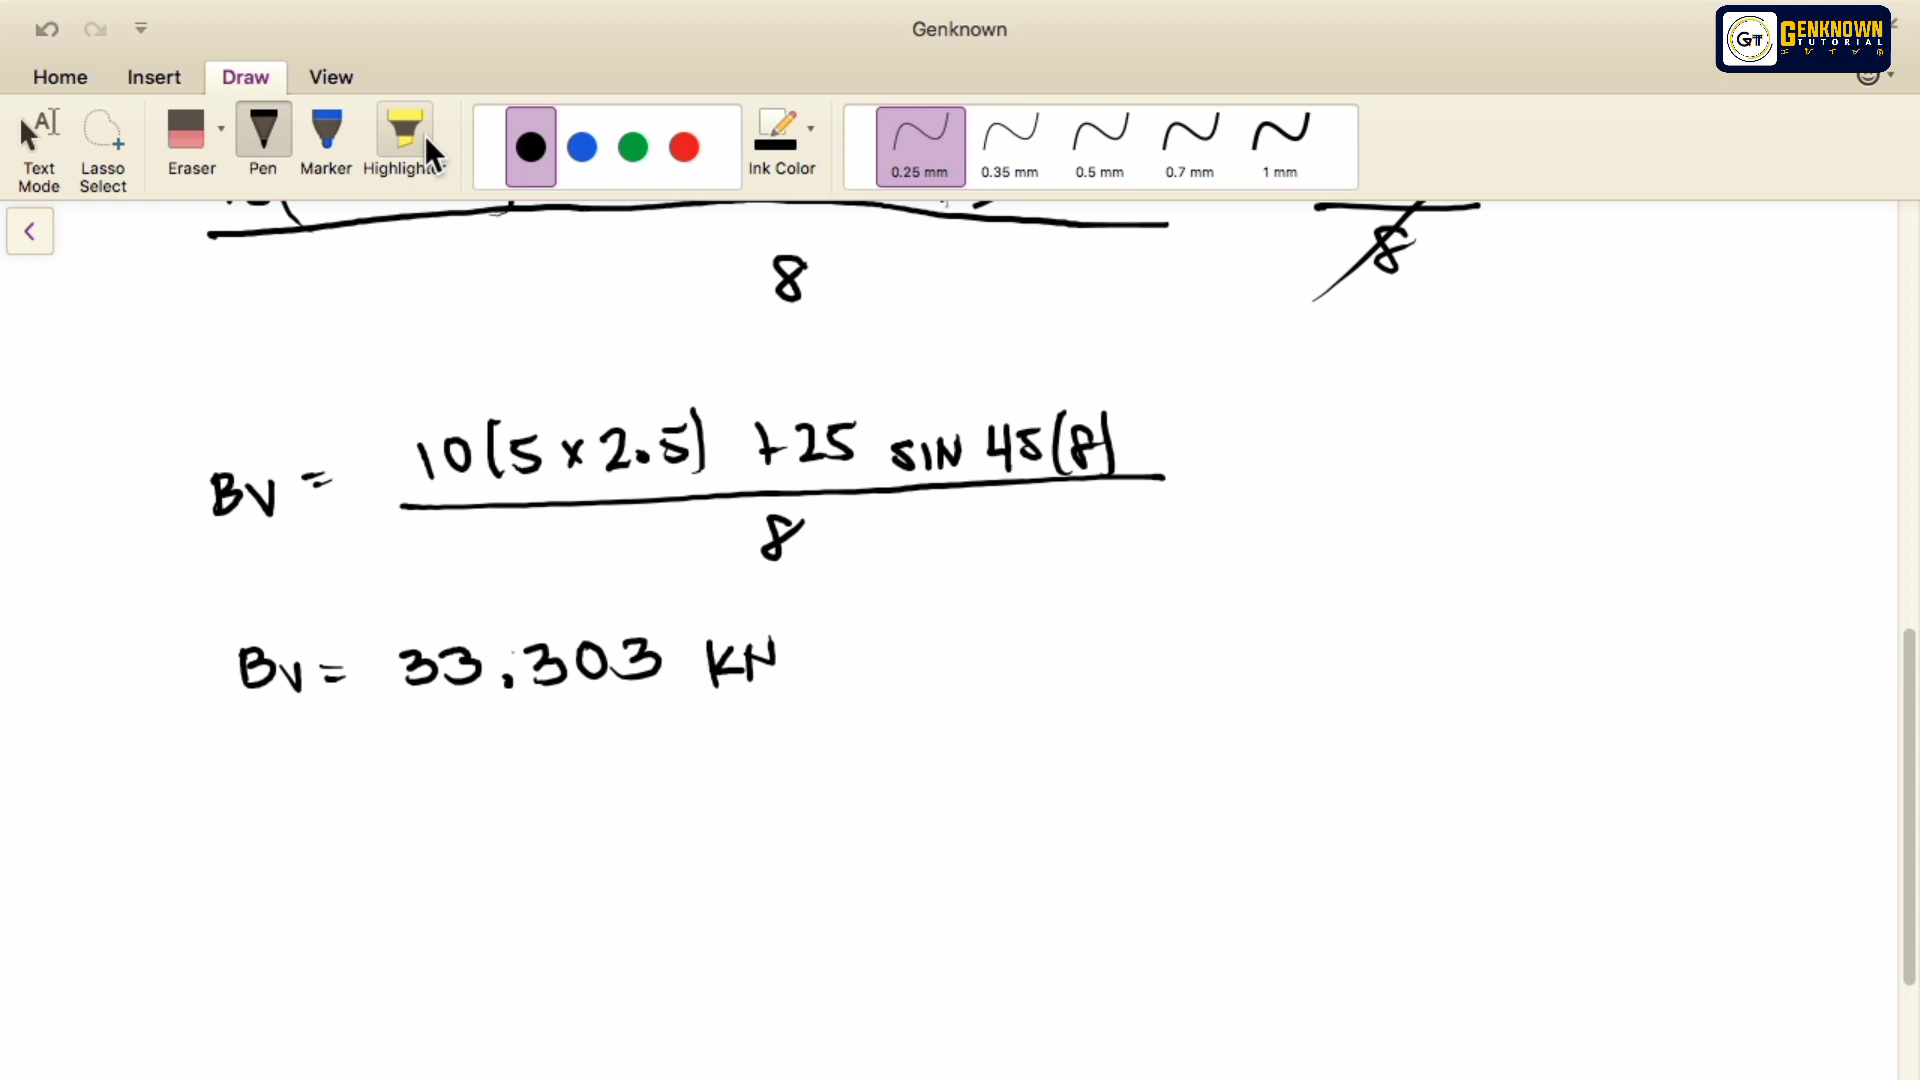 Genknown
GT GENKNOWN
TUTORIAL
Home Insert Draw View
Text Mode Lasso Select Eraser Pen Marker Highlight Ink Color 0.25 mm 0.35 mm 0.5 mm 0.7 mm 1 mm
8 8
Bv = 10(5 x 2.5) + 25 SIN 45(8)
8
Bv = 33.303 KN